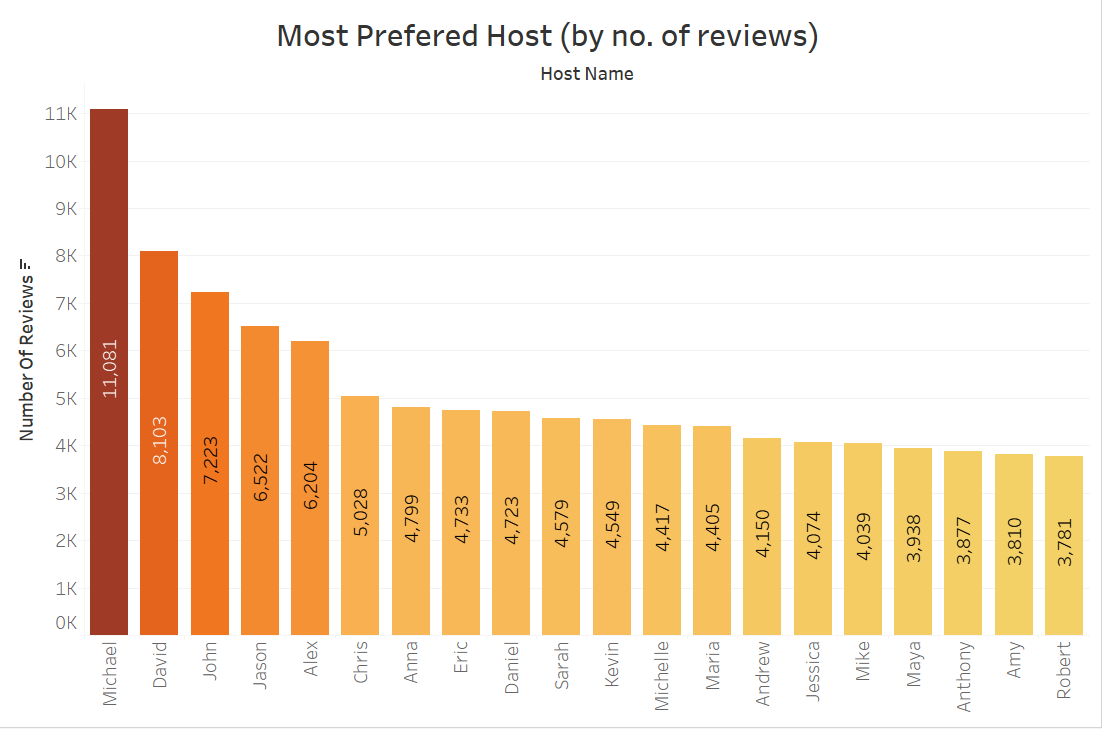 Most Prefered Host (by no. of reviews)
Host Name
Number Of Reviews
11K
10K
9K
8K
7K
6K
5K
4K
3K
2K
1K
0K
11,081
8,103
7,223
6,522
6,204
5,028
4,799
4,733
4,723
4,579
4,549
4,417
4,405
4,150
4,074
4,039
3,938
3,877
3,810
3,781
Michael
David
John
Jason
Alex
Chris
Anna
Eric
Daniel
Sarah
Kevin
Michelle
Maria
Andrew
Jessica
Mike
Maya
Anthony
Amy
Robert